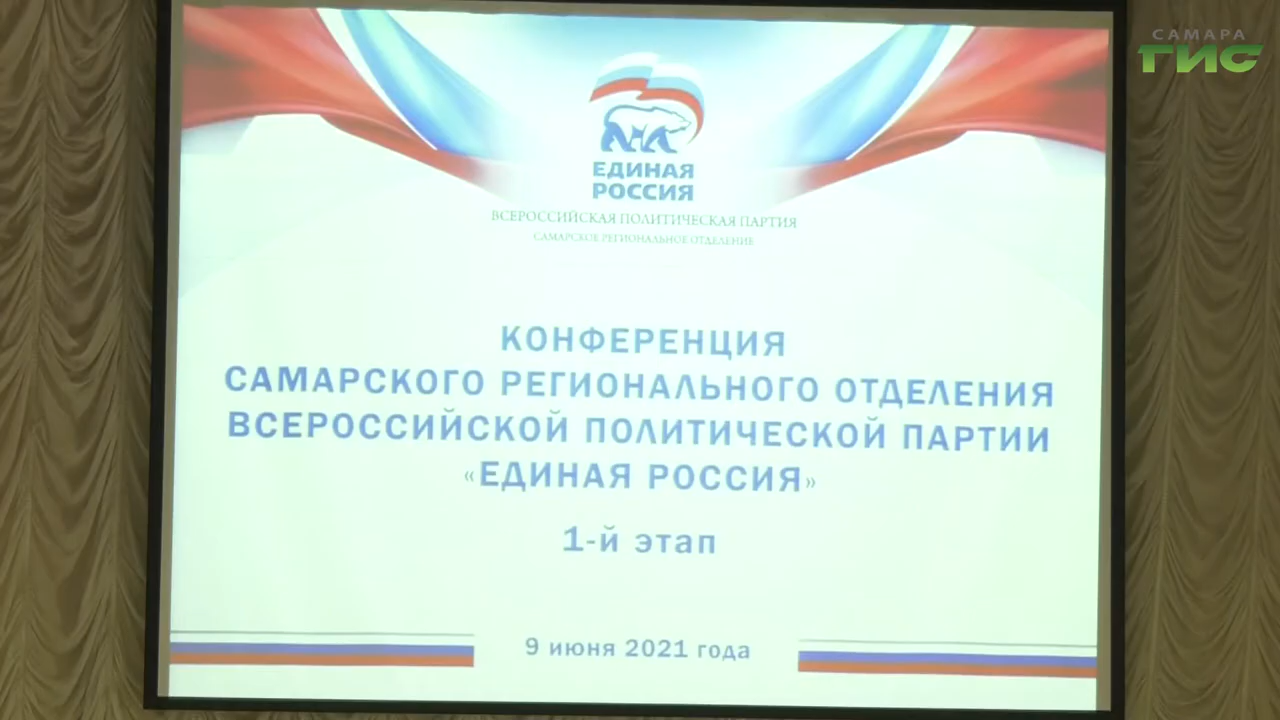 САМАРА
ГИС
ЕДИНАЯ
РОССИЯ
ВСЕРОССИЙСКАЯ ПОЛИТИЧЕСКАЯ ПАРТИЯ
САМАРСКОЕ РЕГИОНАЛЬНОЕ ОТДЕЛЕНИЕ
КОНФЕРЕНЦИЯ
САМАРСКОГО РЕГИОНАЛЬНОГО ОТДЕЛЕНИЯ
ВСЕРОССИЙСКОЙ ПОЛИТИЧЕСКОЙ ПАРТИИ
«ЕДИНАЯ РОССИЯ»
1-й этап
9 июня 2021 года